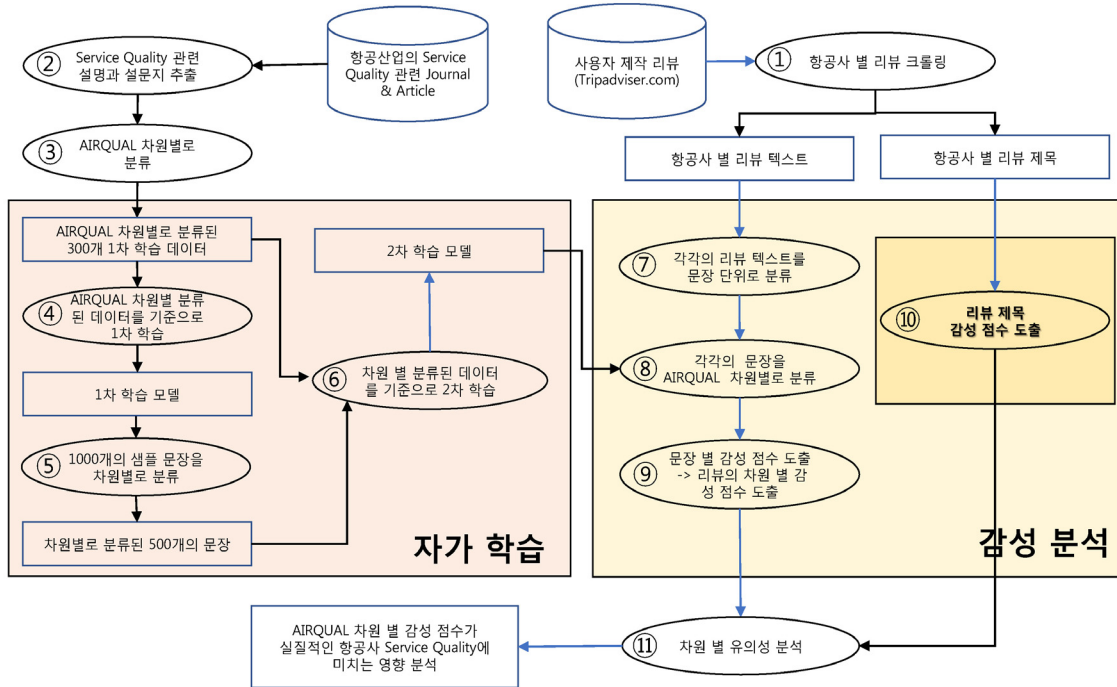 ②
Service Quality 관련
설명과 설문지 추출
항공산업의 Service
Quality 관련 Journal
& Article
사용자 제작 리뷰
(Tripadviser.com)
①
항공사 별 리뷰 크롤링
③
AIRQUAL 차원별로
분류
항공사 별 리뷰 텍스트
항공사 별 리뷰 제목
AIRQUAL 차원별로 분류된
300개 1차 학습 데이터
④
AIRQUAL 차원별 분류
된 데이터를 기준으로
1차 학습
1차 학습 모델
⑤
1000개의 샘플 문장을
차원별로 분류
차원별로 분류된 500개의 문장
2차 학습 모델
⑥
차원 별 분류된 데이터
를 기준으로 2차 학습
자가 학습
⑦
각각의 리뷰 텍스트를
문장 단위로 분류
⑧
각각의 문장을
AIRQUAL 차원별로 분류
⑨
문장 별 감성 점수 도출
-> 리뷰의 차원 별 감
성 점수 도출
⑩
리뷰 제목
감성 점수 도출
감성 분석
AIRQUAL 차원 별 감성 점수가
실질적인 항공사 Service Quality에
미치는 영향 분석
⑪
차원 별 유의성 분석